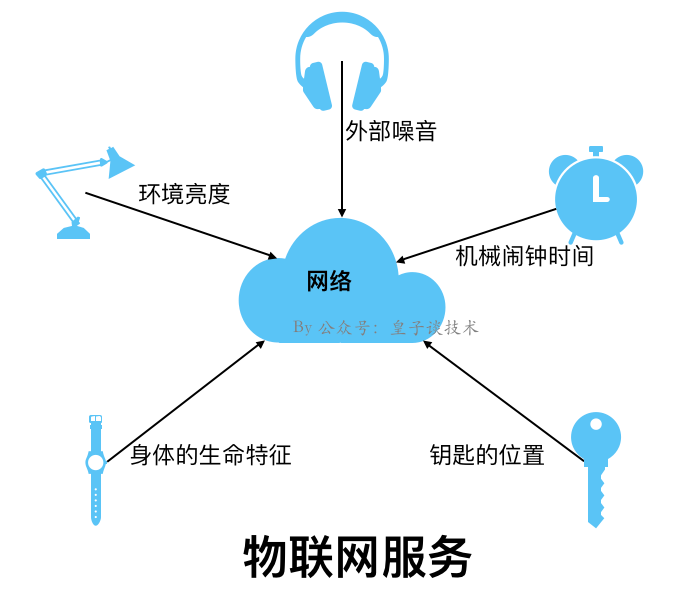 外部噪音
环境亮度
机械闹钟时间
网络
By 公众号：皇子谈技术
身体的生命特征
钥匙的位置
物联网服务